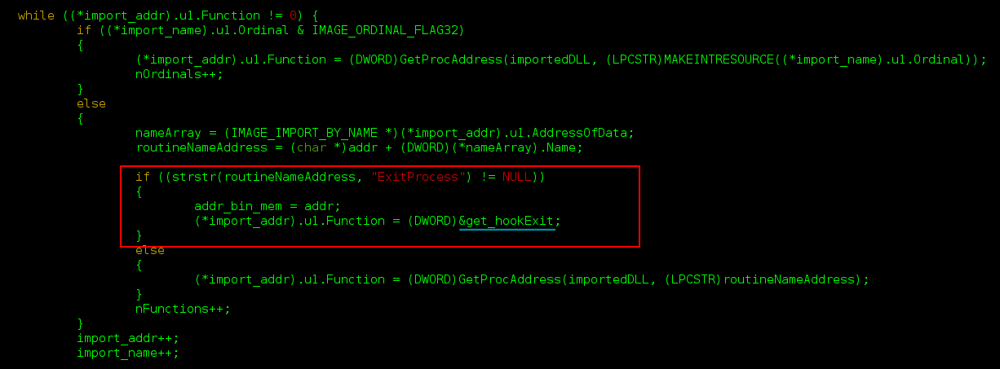 while ((*import_addr).u1.Function != 0) {
if ((*import_name).u1.Ordinal & IMAGE_ORDINAL_FLAG32)
{
(*import_addr).u1.Function = (DWORD)GetProcAddress(importedDLL, (LPCSTR)MAKEINTRESOURCE((*import_name).u1.Ordinal));
nOrdinals++;
}
else
{
nameArray = (IMAGE_IMPORT_BY_NAME *)(*import_addr).u1.AddressOfData;
routineNameAddress = (char *)addr + (DWORD)(*nameArray).Name;
if ((strstr(routineNameAddress, "ExitProcess") != NULL))
{
addr_bin_mem = addr;
(*import_addr).u1.Function = (DWORD)&get_hookExit;
}
else
{
(*import_addr).u1.Function = (DWORD)GetProcAddress(importedDLL, (LPCSTR)routineNameAddress);
}
nFunctions++;
}
import_addr++;
import_name++;